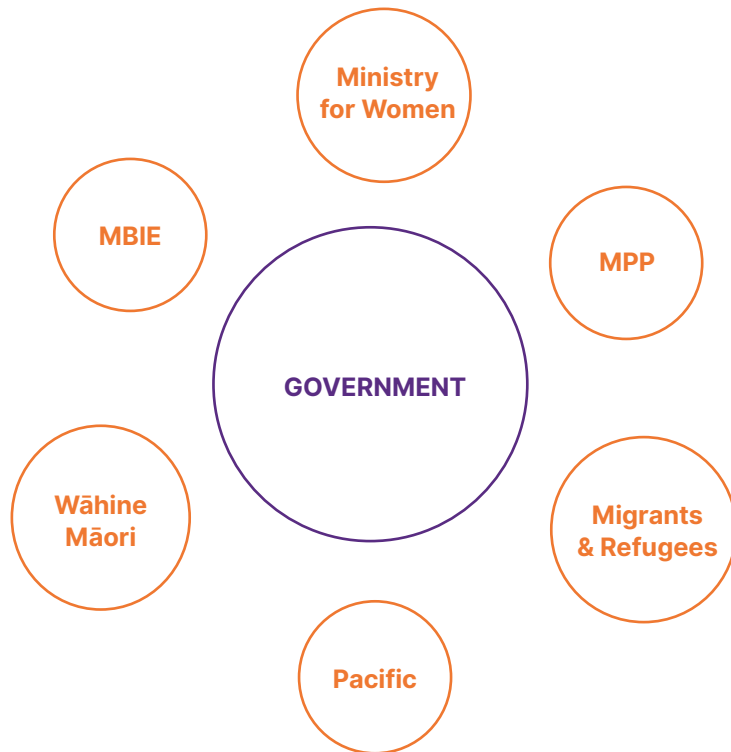 Ministry
for Women
MBIE
MPP
GOVERNMENT
Wāhine
Māori
Migrants
& Refugees
Pacific